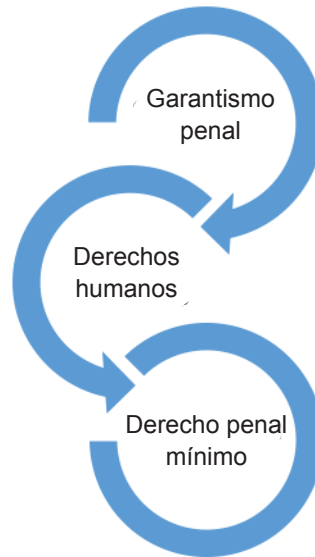 Garantismo
penal
Derechos
humanos
Derecho penal
mínimo